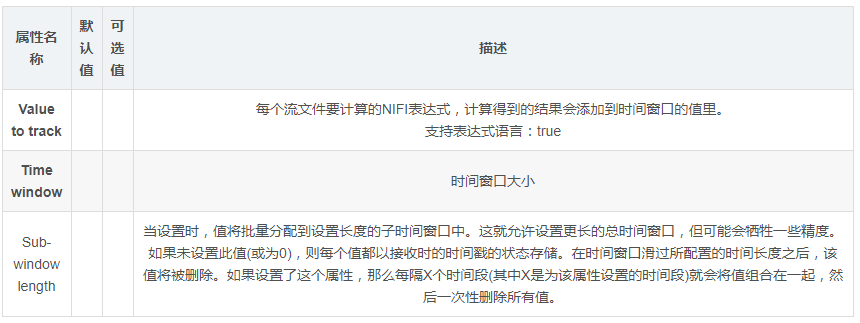 属性名称 默认值 可选值 描述
Value to track
每个流文件要计算的NIFI表达式，计算得到的结果会添加到时间窗口的值里。
支持表达式语言：true
Time window
时间窗口大小
Sub-window length
当设置时，值将批量分配到设置长度的子时间窗口中。这就允许设置更长的总时间窗口，但可能会牺牲一些精度。
如果未设置此值(或为0)，则每个值都以接收时的时间戳的状态存储。在时间窗口滑过所配置的时间长度之后，该
值将被删除。如果设置了这个属性，那么每隔X个时间段(其中X是为该属性设置的时间段)就会将值组合在一起，然
后一次性删除所有值。